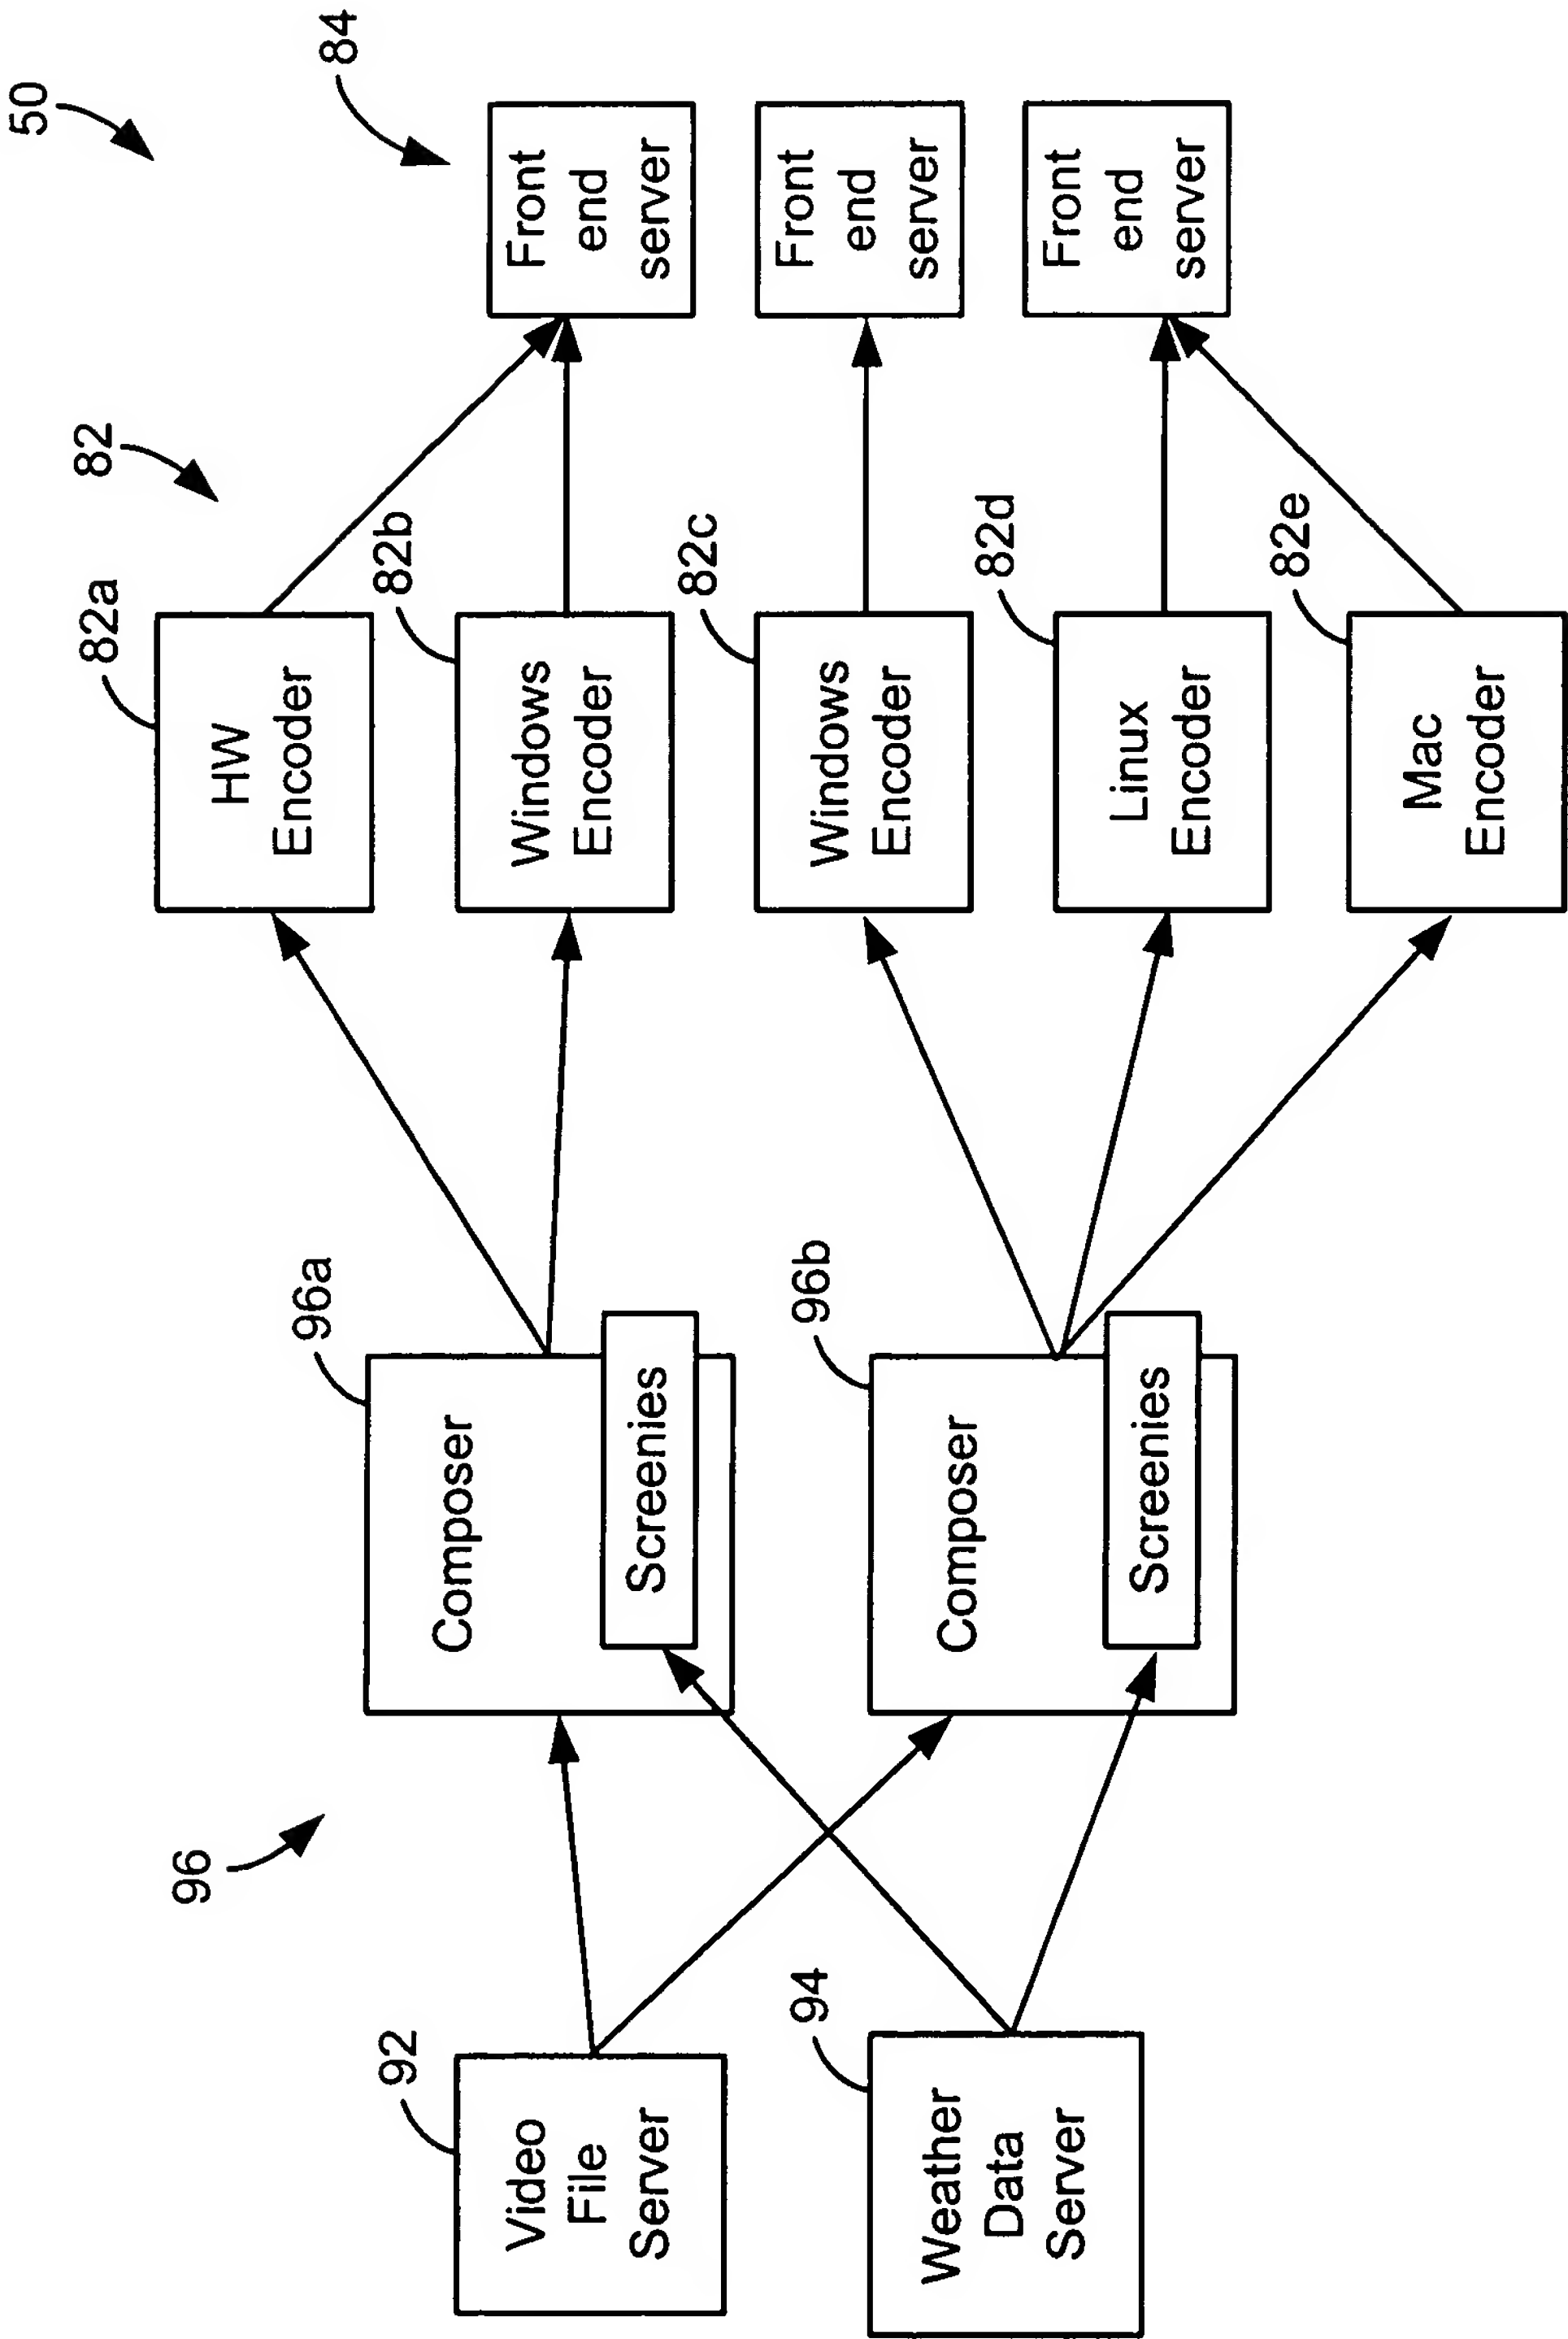 50
96
82
84
92
Video
File
Server
94
Weather
Data
Server
96a
Composer
Screenies
96b
Composer
Screenies
82a
HW
Encoder
82b
Windows
Encoder
82c
Windows
Encoder
82d
Linux
Encoder
82e
Mac
Encoder
Front
end
server
Front
end
server
Front
end
server